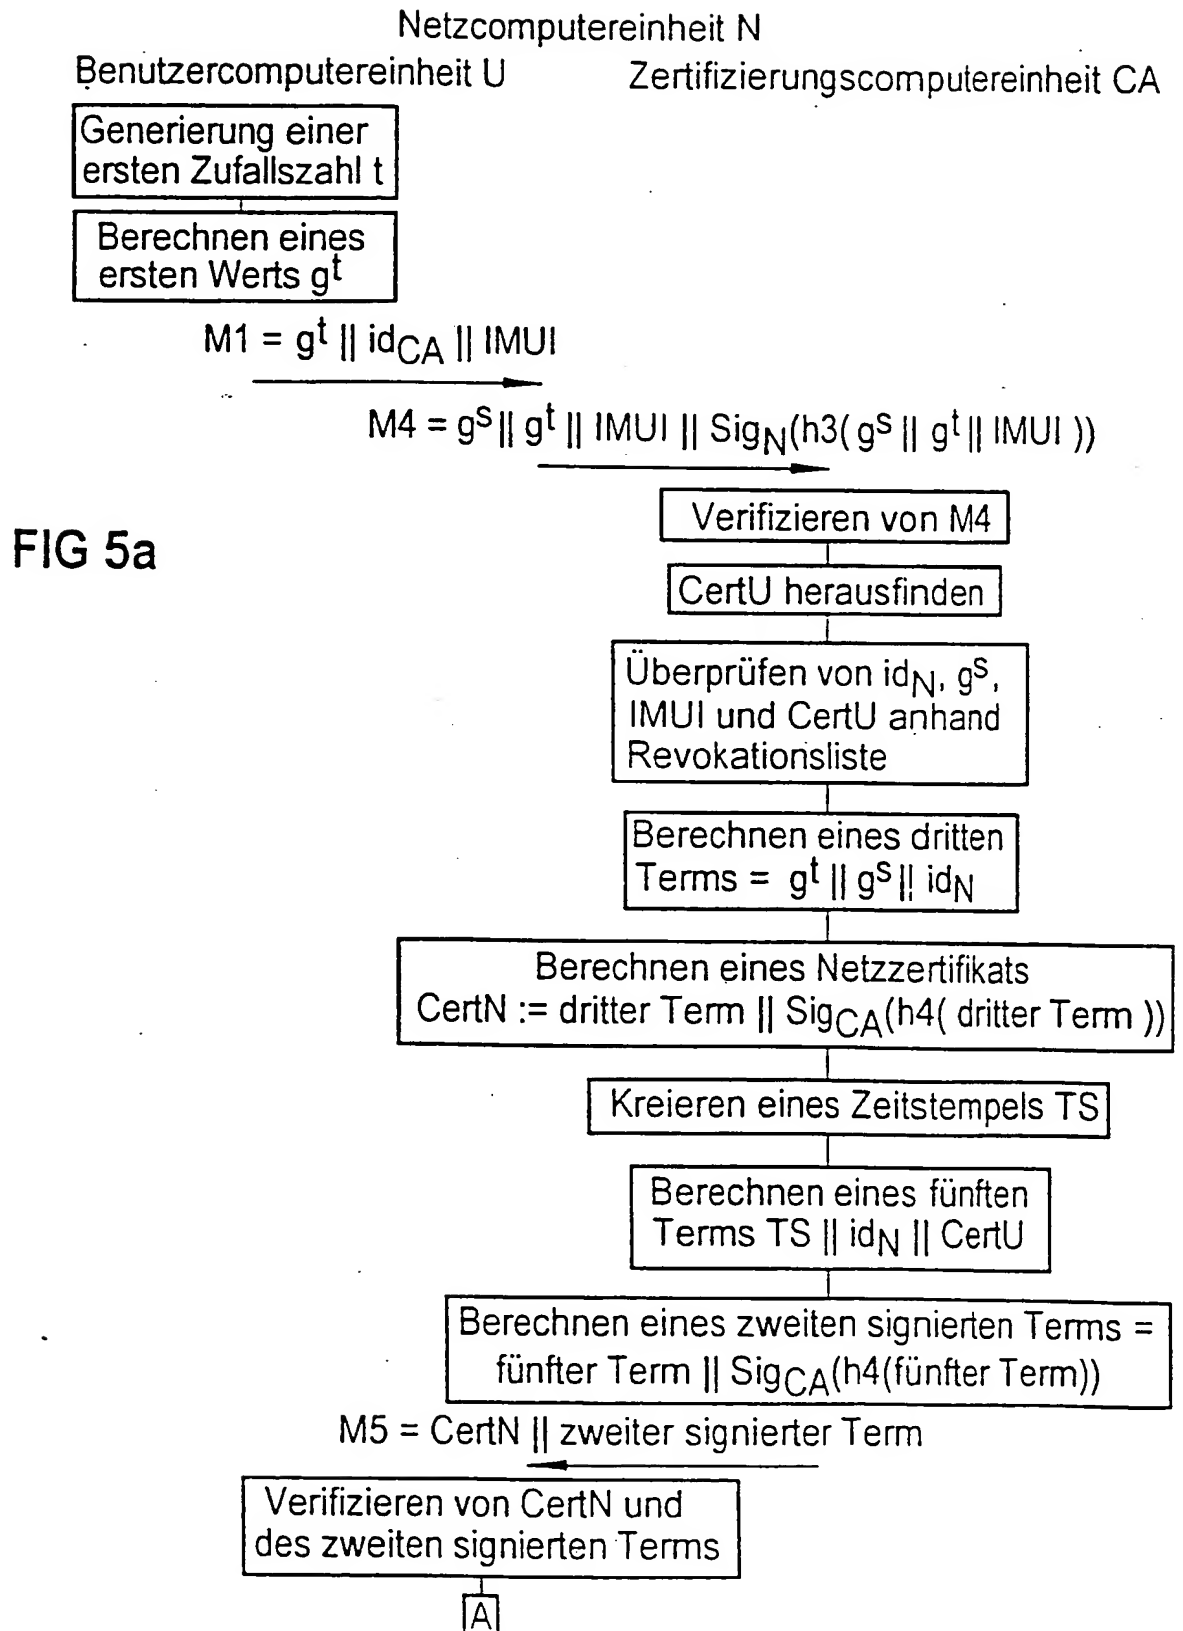 Netzcomputereinheit N
Benutzercomputereinheit U
Zertifizierungscomputereinheit CA
Generierung einer
ersten Zufallszahl t
Berechnen eines
ersten Werts g^t
M1 = g^t || id_CA || IMUI
M4 = g^s || g^t || IMUI || Sig_N(h3( g^s || g^t || IMUI ))
Verifizieren von M4
FIG 5a
CertU herausfinden
Überprüfen von id_N, g^s,
IMUI und CertU anhand
Revokationsliste
Berechnen eines dritten
Terms = g^t || g^s || id_N
Berechnen eines Netzzertifikats
CertN := dritter Term || Sig_CA(h4( dritter Term ))
Kreieren eines Zeitstempels TS
Berechnen eines fünften
Terms TS || id_N || CertU
Berechnen eines zweiten signierten Terms =
fünfter Term || Sig_CA(h4(fünfter Term))
M5 = CertN || zweiter signierter Term
Verifizieren von CertN und
des zweiten signierten Terms
A